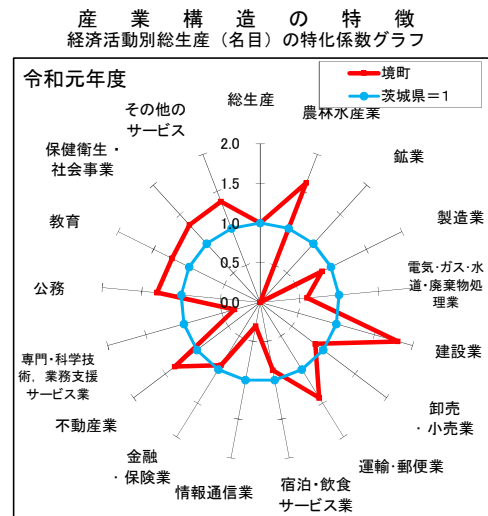 産業構造の特徴
経済活動別総生産（名目）の特化係数グラフ
令和元年度
境町
茨城県＝1
総生産
農林水産業
鉱業
製造業
電気・ガス・水
道・廃棄物処
理業
建設業
卸売
・小売業
運輸・郵便業
宿泊・飲食
サービス業
情報通信業
金融
・保険業
不動産業
専門・科学技
術，業務支援
サービス業
公務
教育
保健衛生・
社会事業
その他の
サービス
2.0
1.5
1.0
0.5
0.0